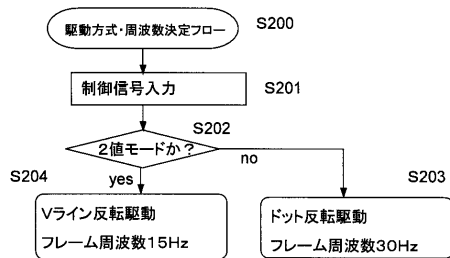 駆動方式・周波数決定フロー
S200
制御信号入力
S201
S202
2値モードか?
no
yes
S204
S203
Vライン反転駆動
フレーム周波数15Hz
ドット反転駆動
フレーム周波数30Hz